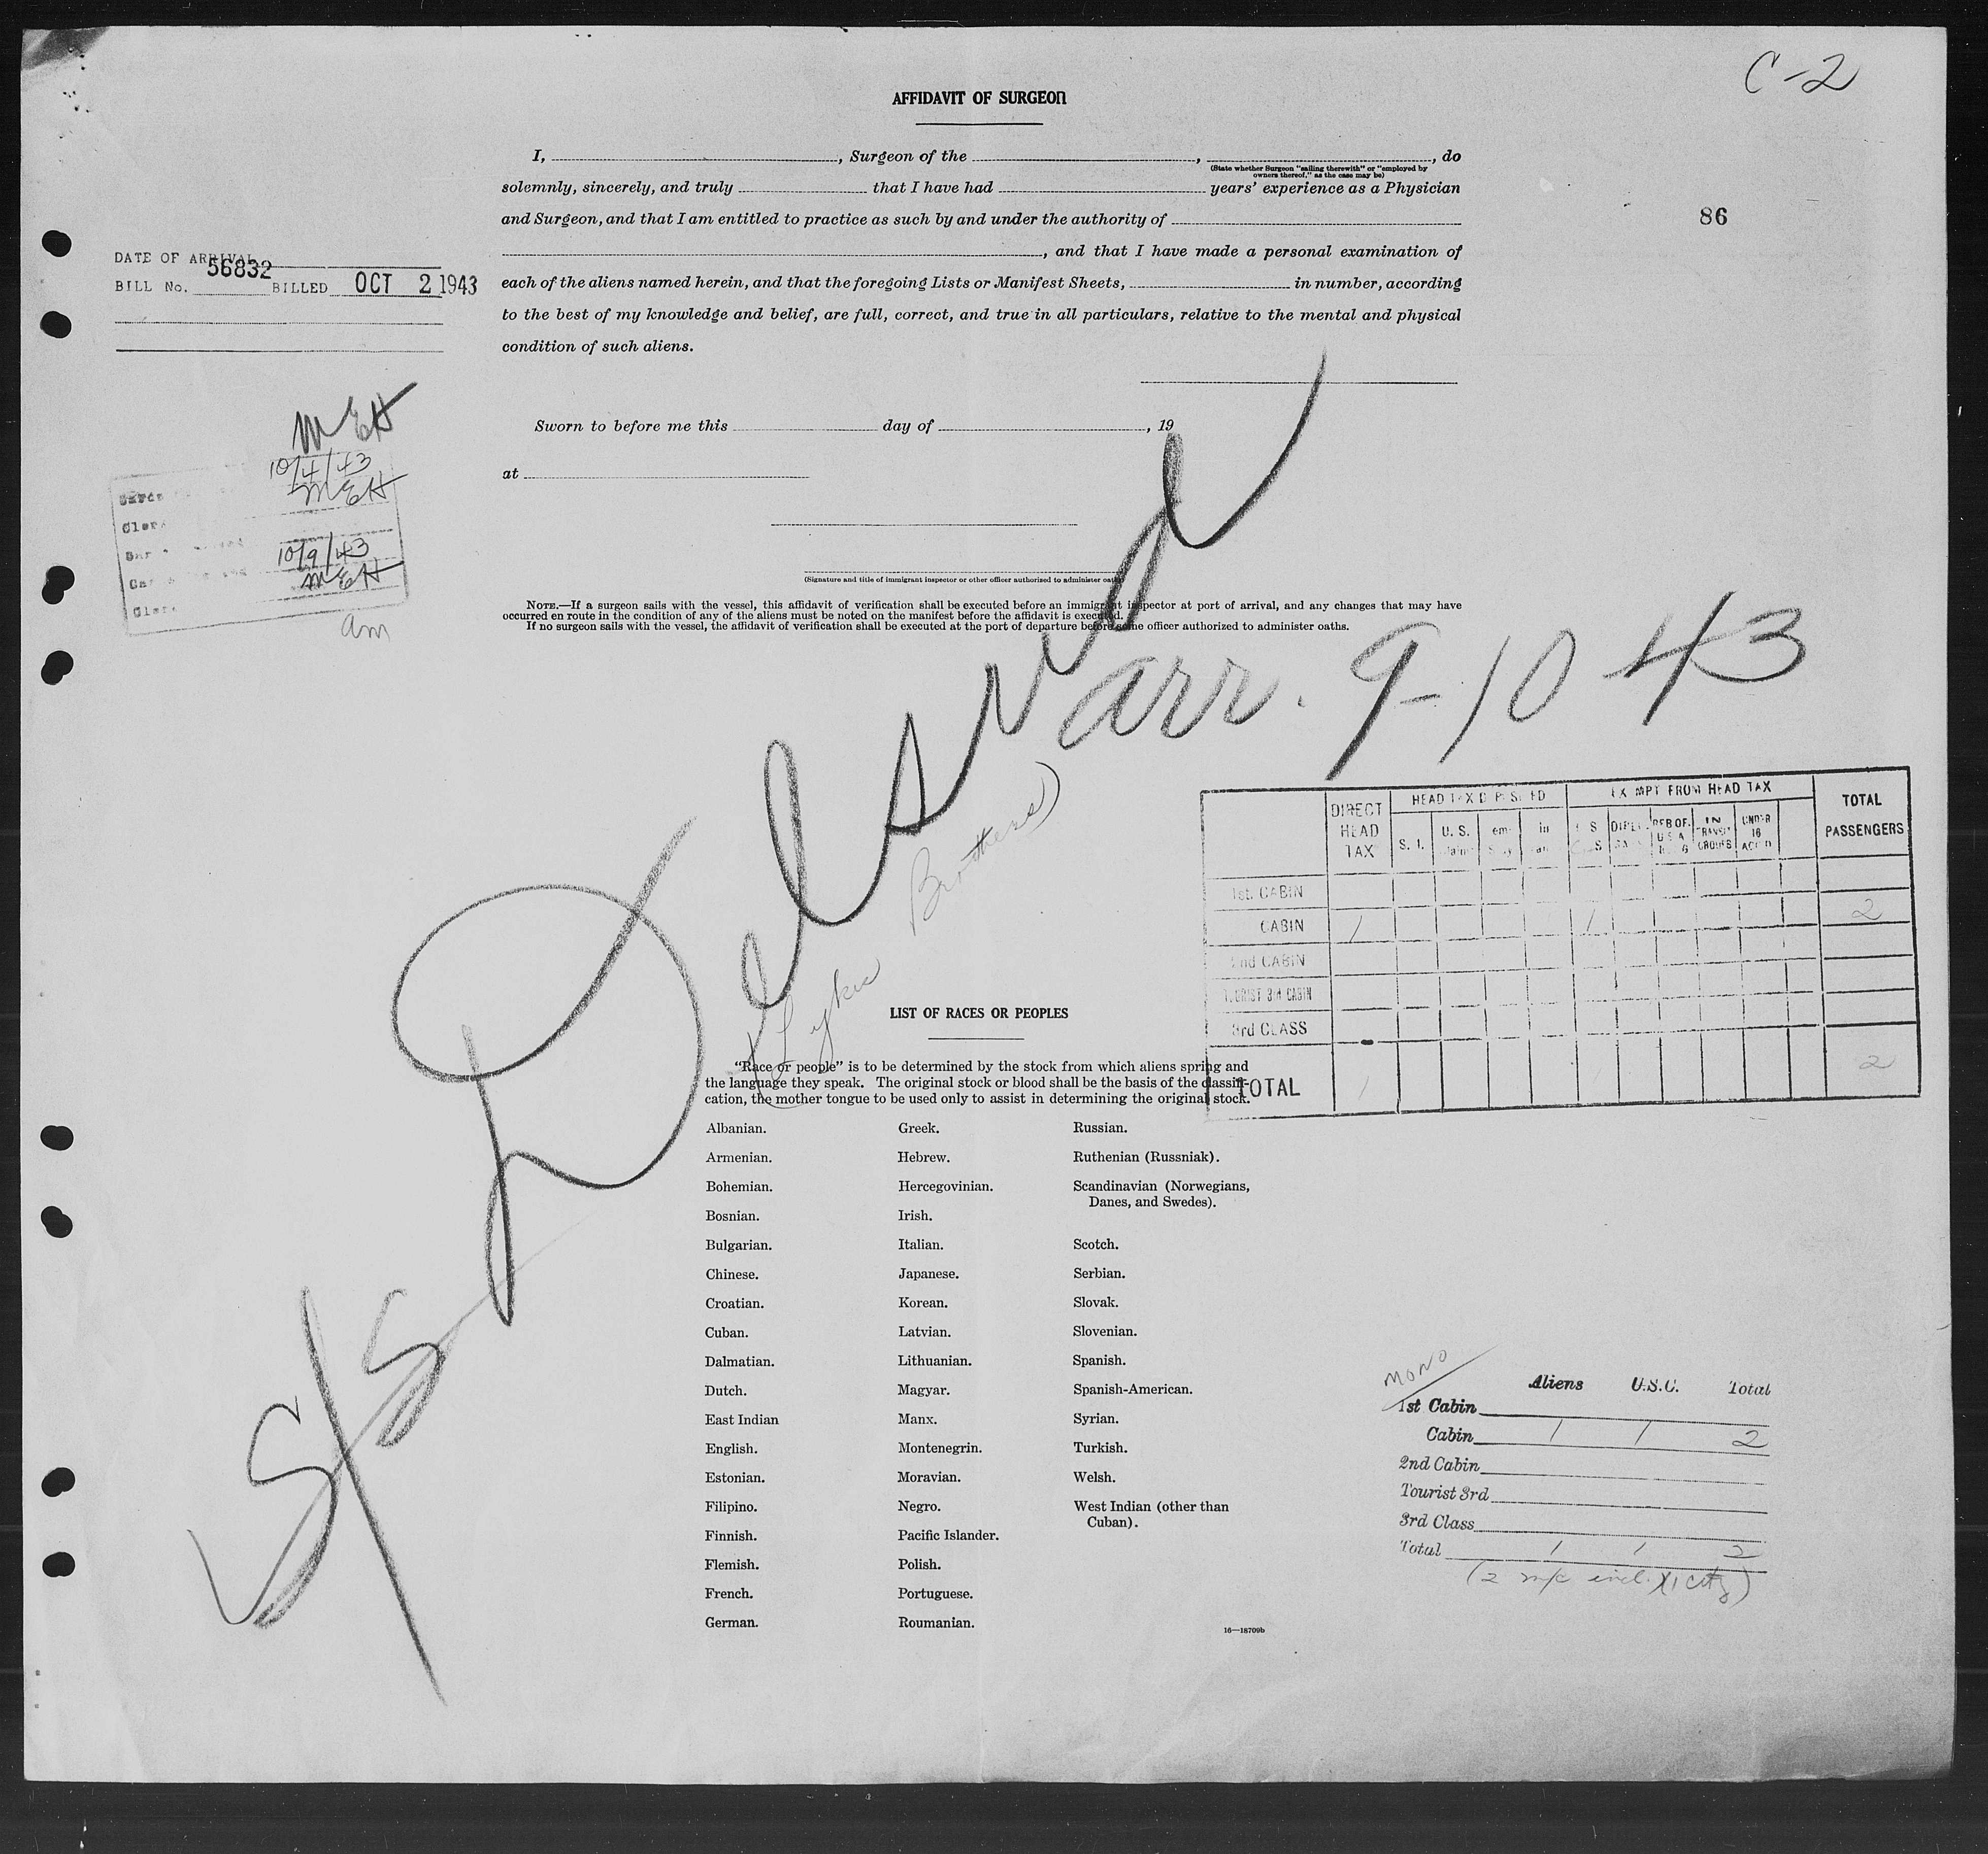 C-2
AFFIDAVIT OF SURGEON
I, , Surgeon of the , , do
(State whether Surgeon "sailing therewith" or "employed by
owners thereof," as the case may be)
solemnly, sincerely, and truly that I have had years' experience as a Physician
and Surgeon, and that I am entitled to practice as such by and under the authority of
86
, and that I have made a personal examination of
each of the aliens named herein, and that the foregoing Lists or Manifest Sheets, in number, according
to the best of my knowledge and belief, are full, correct, and true in all particulars, relative to the mental and physical
condition of such aliens.
DATE OF ARRIVAL
BILL No. 56832 BILLED OCT 2 1943
Sworn to before me this day of , 19
at
MEH
10/4/43
MEH
10/9/43
MEH
am
(Signature and title of immigrant inspector or other officer authorized to administer oaths)
NOTE.—If a surgeon sails with the vessel, this affidavit of verification shall be executed before an immigrant inspector at port of arrival, and any changes that may have
occurred en route in the condition of any of the aliens must be noted on the manifest before the affidavit is executed.
If no surgeon sails with the vessel, the affidavit of verification shall be executed at the port of departure before some officer authorized to administer oaths.
S/S Delsud
arr. 9-10 43
(Lykes Brothers)
DIRECT HEAD TAX
S. I.
U. S.
EXEMPT FROM HEAD TAX
IN TRANSIT GROUPS
UNDER 16
TOTAL PASSENGERS
1st. CABIN
CABIN 1 1 2
2nd CABIN
TOURIST 3rd CABIN
3rd CLASS
TOTAL 1 2
LIST OF RACES OR PEOPLES
"Race or people" is to be determined by the stock from which aliens spring and
the language they speak. The original stock or blood shall be the basis of the classifi-
cation, the mother tongue to be used only to assist in determining the original stock.
Albanian.
Armenian.
Bohemian.
Bosnian.
Bulgarian.
Chinese.
Croatian.
Cuban.
Dalmatian.
Dutch.
East Indian
English.
Estonian.
Filipino.
Finnish.
Flemish.
French.
German.
Greek.
Hebrew.
Hercegovinian.
Irish.
Italian.
Japanese.
Korean.
Latvian.
Lithuanian.
Magyar.
Manx.
Montenegrin.
Moravian.
Negro.
Pacific Islander.
Polish.
Portuguese.
Roumanian.
Russian.
Ruthenian (Russniak).
Scandinavian (Norwegians,
Danes, and Swedes).
Scotch.
Serbian.
Slovak.
Slovenian.
Spanish.
Spanish-American.
Syrian.
Turkish.
Welsh.
West Indian (other than
Cuban).
16—18709b
MONO
Aliens U.S.C. Total
1st Cabin
Cabin 1 1 2
2nd Cabin
Tourist 3rd
3rd Class
Total 1 1 2